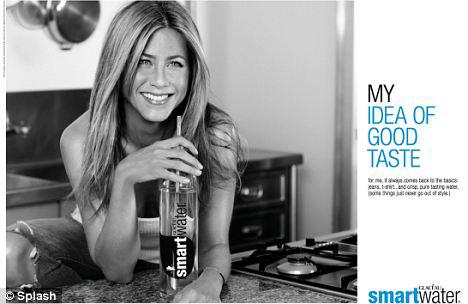 MY
IDEA OF
GOOD
TASTE
for me, it always comes back to the basics:
jeans, t-shirt...and crisp, pure tasting water.
(some things just never go out of style.)
smartwater
GLACÉAU
smartwater
© Splash